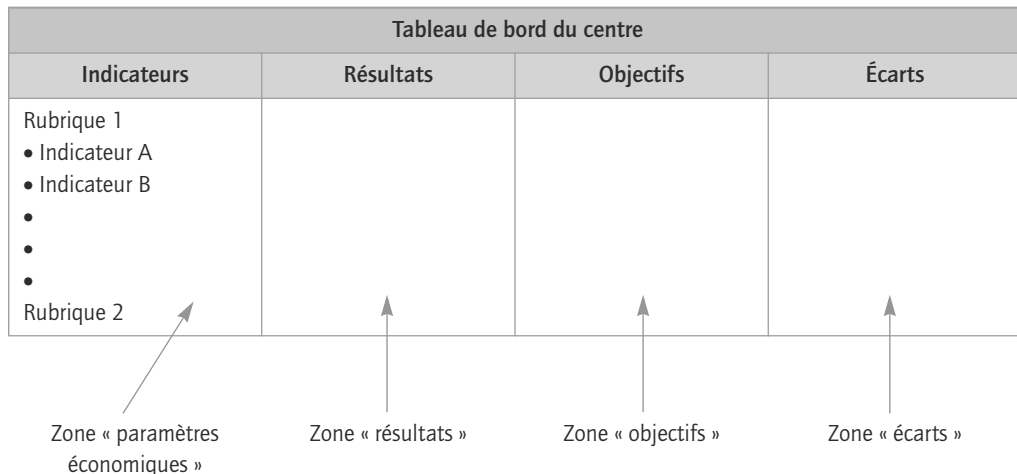 Tableau de bord du centre
Indicateurs Résultats Objectifs Écarts
Rubrique 1
• Indicateur A
• Indicateur B
•
•
•
Rubrique 2
Zone « paramètres économiques »
Zone « résultats »
Zone « objectifs »
Zone « écarts »